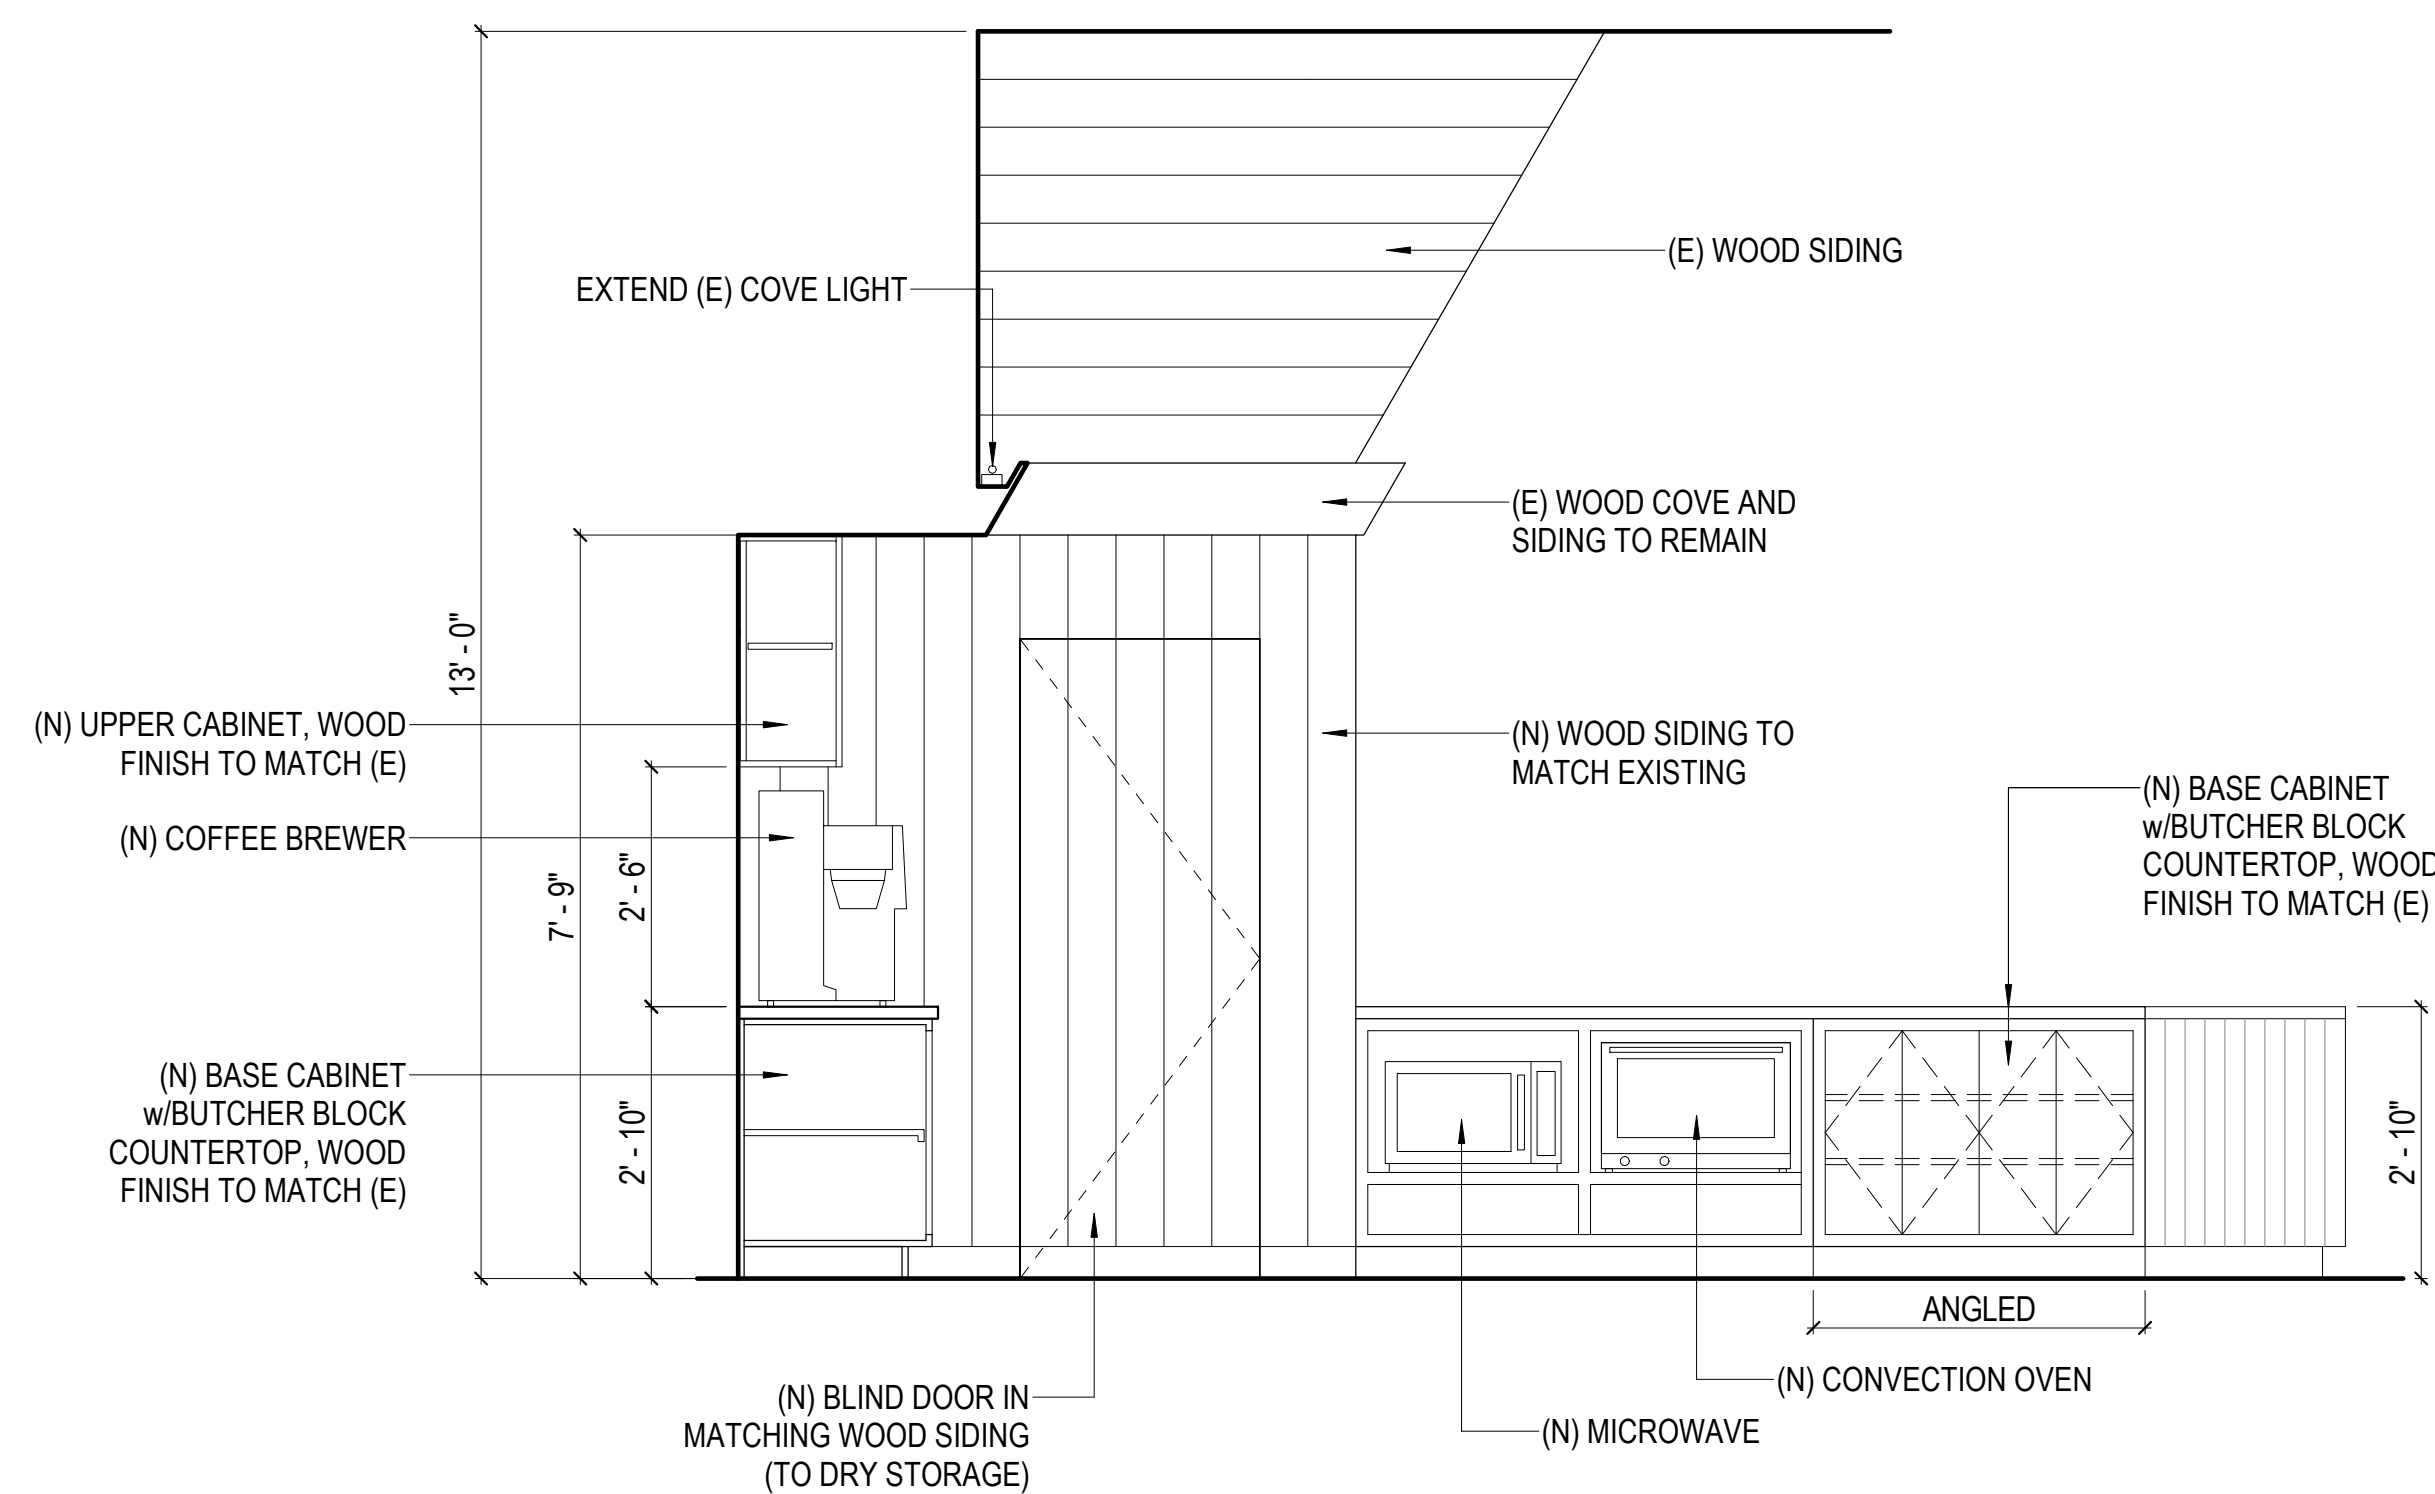 (E) WOOD SIDING
EXTEND (E) COVE LIGHT
(E) WOOD COVE AND
SIDING TO REMAIN
13' - 0"
(N) UPPER CABINET, WOOD
FINISH TO MATCH (E)
(N) WOOD SIDING TO
MATCH EXISTING
(N) BASE CABINET
w/BUTCHER BLOCK
COUNTERTOP, WOOD
FINISH TO MATCH (E)
(N) COFFEE BREWER
7' - 9"
2' - 6"
(N) BASE CABINET
w/BUTCHER BLOCK
COUNTERTOP, WOOD
FINISH TO MATCH (E)
2' - 10"
2' - 10"
ANGLED
(N) CONVECTION OVEN
(N) BLIND DOOR IN
MATCHING WOOD SIDING
(TO DRY STORAGE)
(N) MICROWAVE